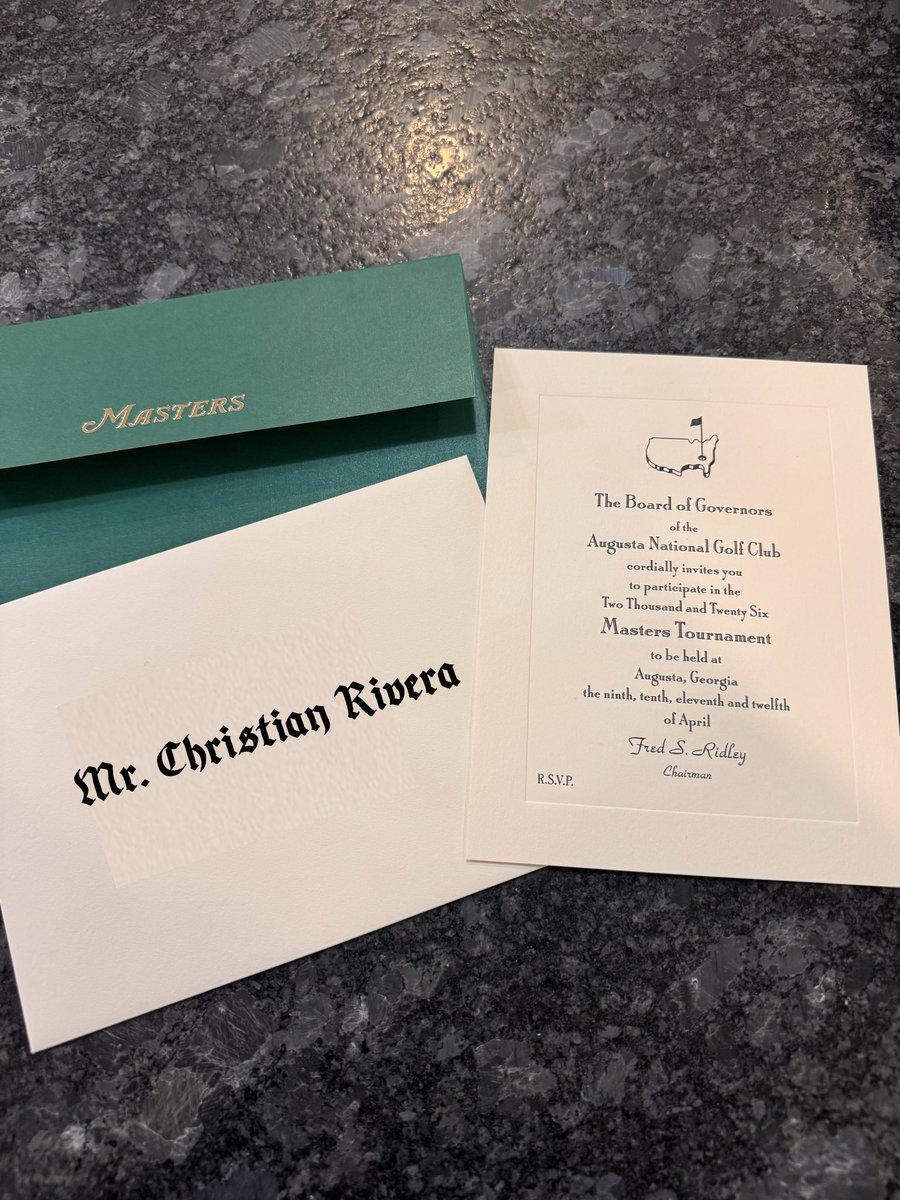 MASTERS
Mr. Christian Rivera
The Board of Governors
of the
Augusta National Golf Club
cordially invites you
to participate in the
Two Thousand and Twenty Six
Masters Tournament
to be held at
Augusta, Georgia
the ninth, tenth, eleventh and twelfth
of April
Fred S. Ridley
Chairman
R.S.V.P.